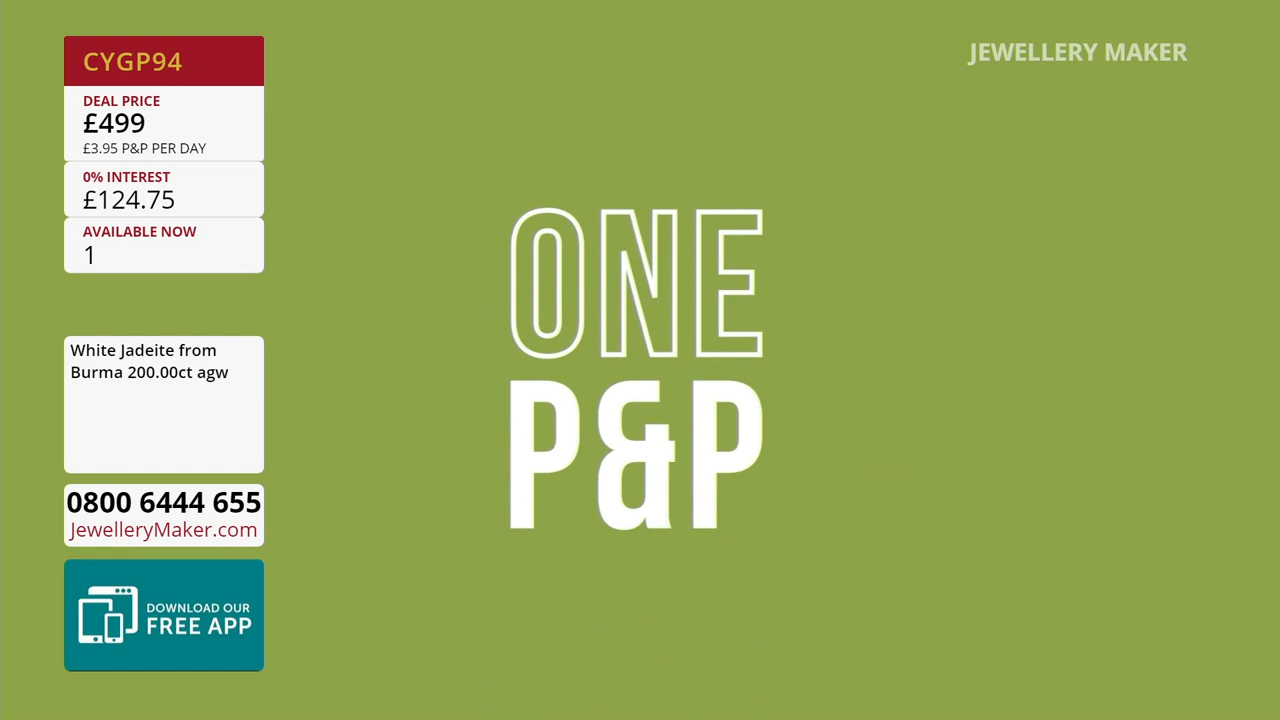 CYGP94
DEAL PRICE
£499
£3.95 P&P PER DAY
0% INTEREST
£124.75
AVAILABLE NOW
1
White Jadeite from
Burma 200.00ct agw
0800 6444 655
JewelleryMaker.com
DOWNLOAD OUR
FREE APP
JEWELLERY MAKER
ONE
P&P